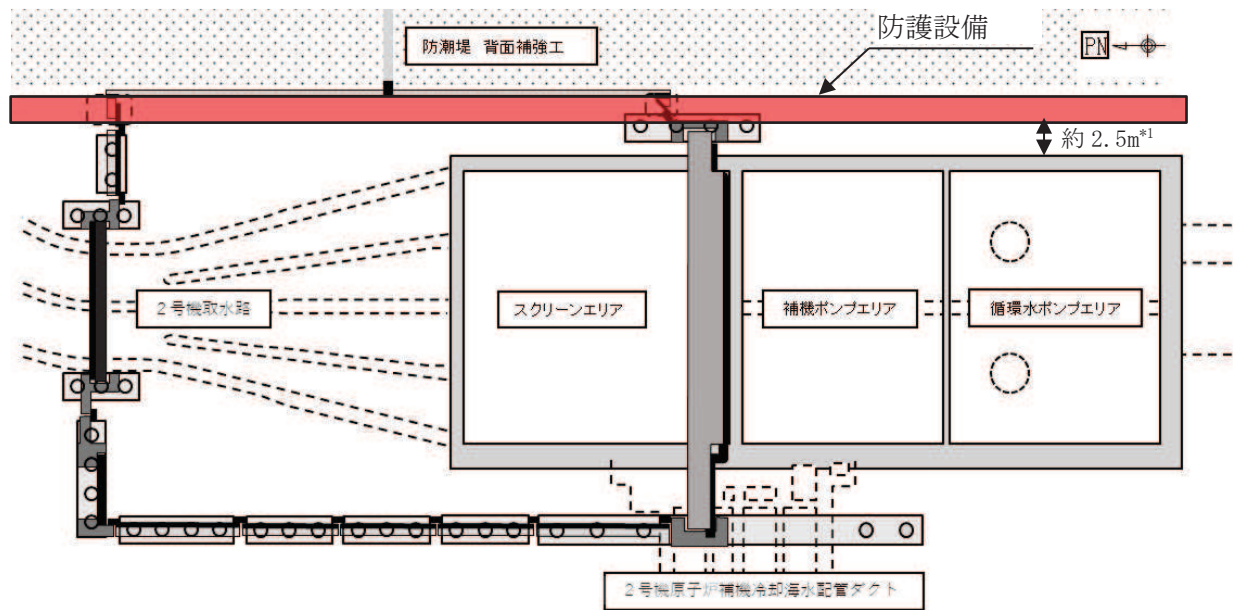 防護設備
防潮堤 背面補強工
PN
約 2.5m*1
2号機取水路
スクリーンエリア
補機ポンプエリア
循環水ポンプエリア
2号機原子炉補機冷却海水配管ダクト